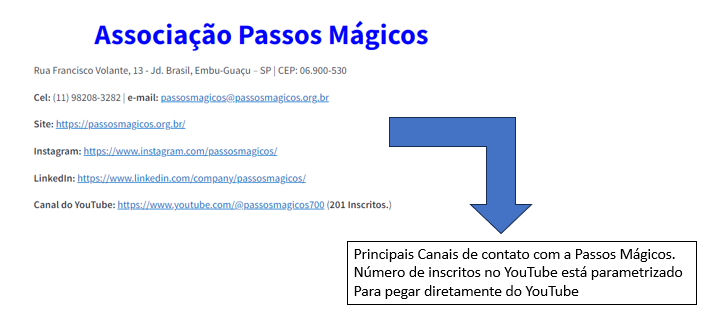 Associação Passos Mágicos
Rua Francisco Volante, 13 - Jd. Brasil, Embu-Guaçu – SP | CEP: 06.900-530
Cel: (11) 98208-3282 | e-mail: passosmagicos@passosmagicos.org.br
Site: https://passosmagicos.org.br/
Instagram: https://www.instagram.com/passosmagicos/
LinkedIn: https://www.linkedin.com/company/passosmagicos/
Canal do YouTube: https://www.youtube.com/@passosmagicos700 (201 Inscritos.)
Principais Canais de contato com a Passos Mágicos.
Número de inscritos no YouTube está parametrizado
Para pegar diretamente do YouTube